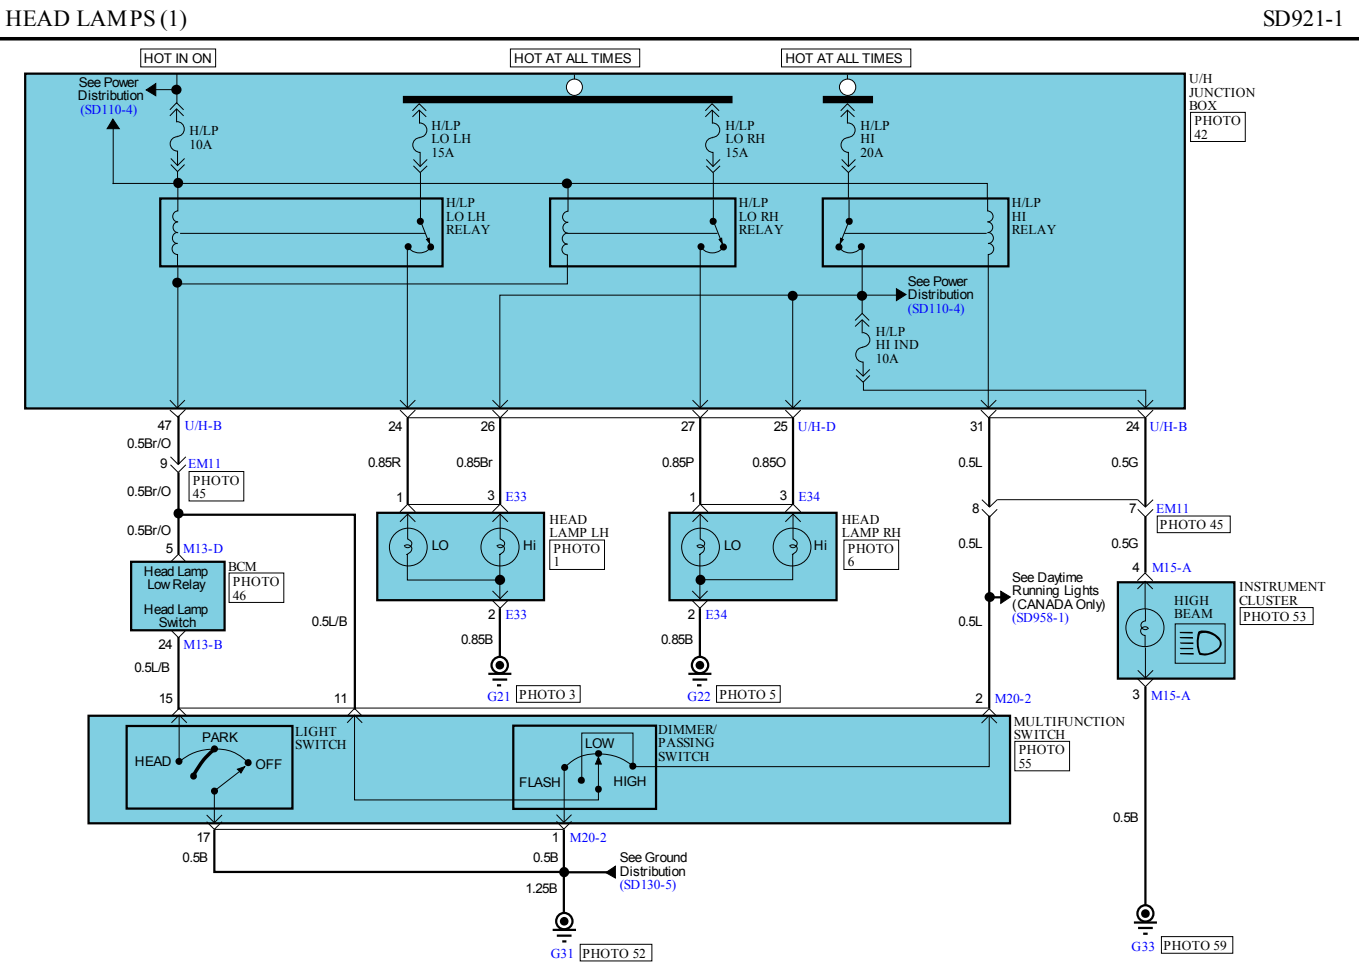 HEAD LAMPS (1)
SD921-1
HOT IN ON
HOT AT ALL TIMES
HOT AT ALL TIMES
See Power
Distribution
(SD110-4)
H/LP
10A
H/LP
LO LH
15A
H/LP
LO RH
15A
H/LP
HI
20A
U/H
JUNCTION
BOX
PHOTO
42
H/LP
LO LH
RELAY
H/LP
LO RH
RELAY
H/LP
HI
RELAY
See Power
Distribution
(SD110-4)
H/LP
HI IND
10A
47 U/H-B
24
26
27
25 U/H-D
31
24 U/H-B
0.5Br/O
9 EM11
PHOTO
45
0.5Br/O
0.5Br/O
0.85R
0.85Br
0.85P
0.85O
0.5L
0.5G
1
3 E33
1
3 E34
8
7 EM11
PHOTO 45
HEAD
LAMP LH
PHOTO
1
LO
Hi
HEAD
LAMP RH
PHOTO
6
LO
Hi
0.5L
0.5G
5 M13-D
BCM
PHOTO
46
Head Lamp
Low Relay
Head Lamp
Switch
24 M13-B
0.5L/B
0.5L/B
2 E33
0.85B
G21 PHOTO 3
2 E34
0.85B
G22 PHOTO 5
See Daytime
Running Lights
(CANADA Only)
(SD958-1)
0.5L
4 M15-A
HIGH
BEAM
INSTRUMENT
CLUSTER
PHOTO 53
3 M15-A
15
11
2 M20-2
LIGHT
SWITCH
PARK
HEAD
OFF
DIMMER/
PASSING
SWITCH
LOW
FLASH
HIGH
MULTIFUNCTION
SWITCH
PHOTO
55
17
1 M20-2
0.5B
0.5B
0.5B
See Ground
Distribution
(SD130-5)
1.25B
G31 PHOTO 52
G33 PHOTO 59